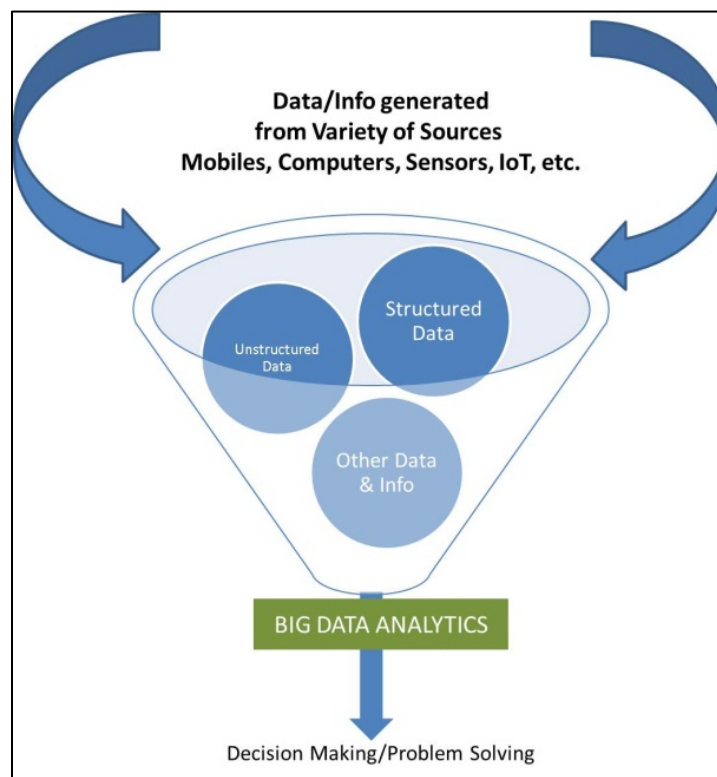 Data/Info generated
from Variety of Sources
Mobiles, Computers, Sensors, IoT, etc.
Structured
Data
Unstructured
Data
Other Data
& Info
BIG DATA ANALYTICS
Decision Making/Problem Solving